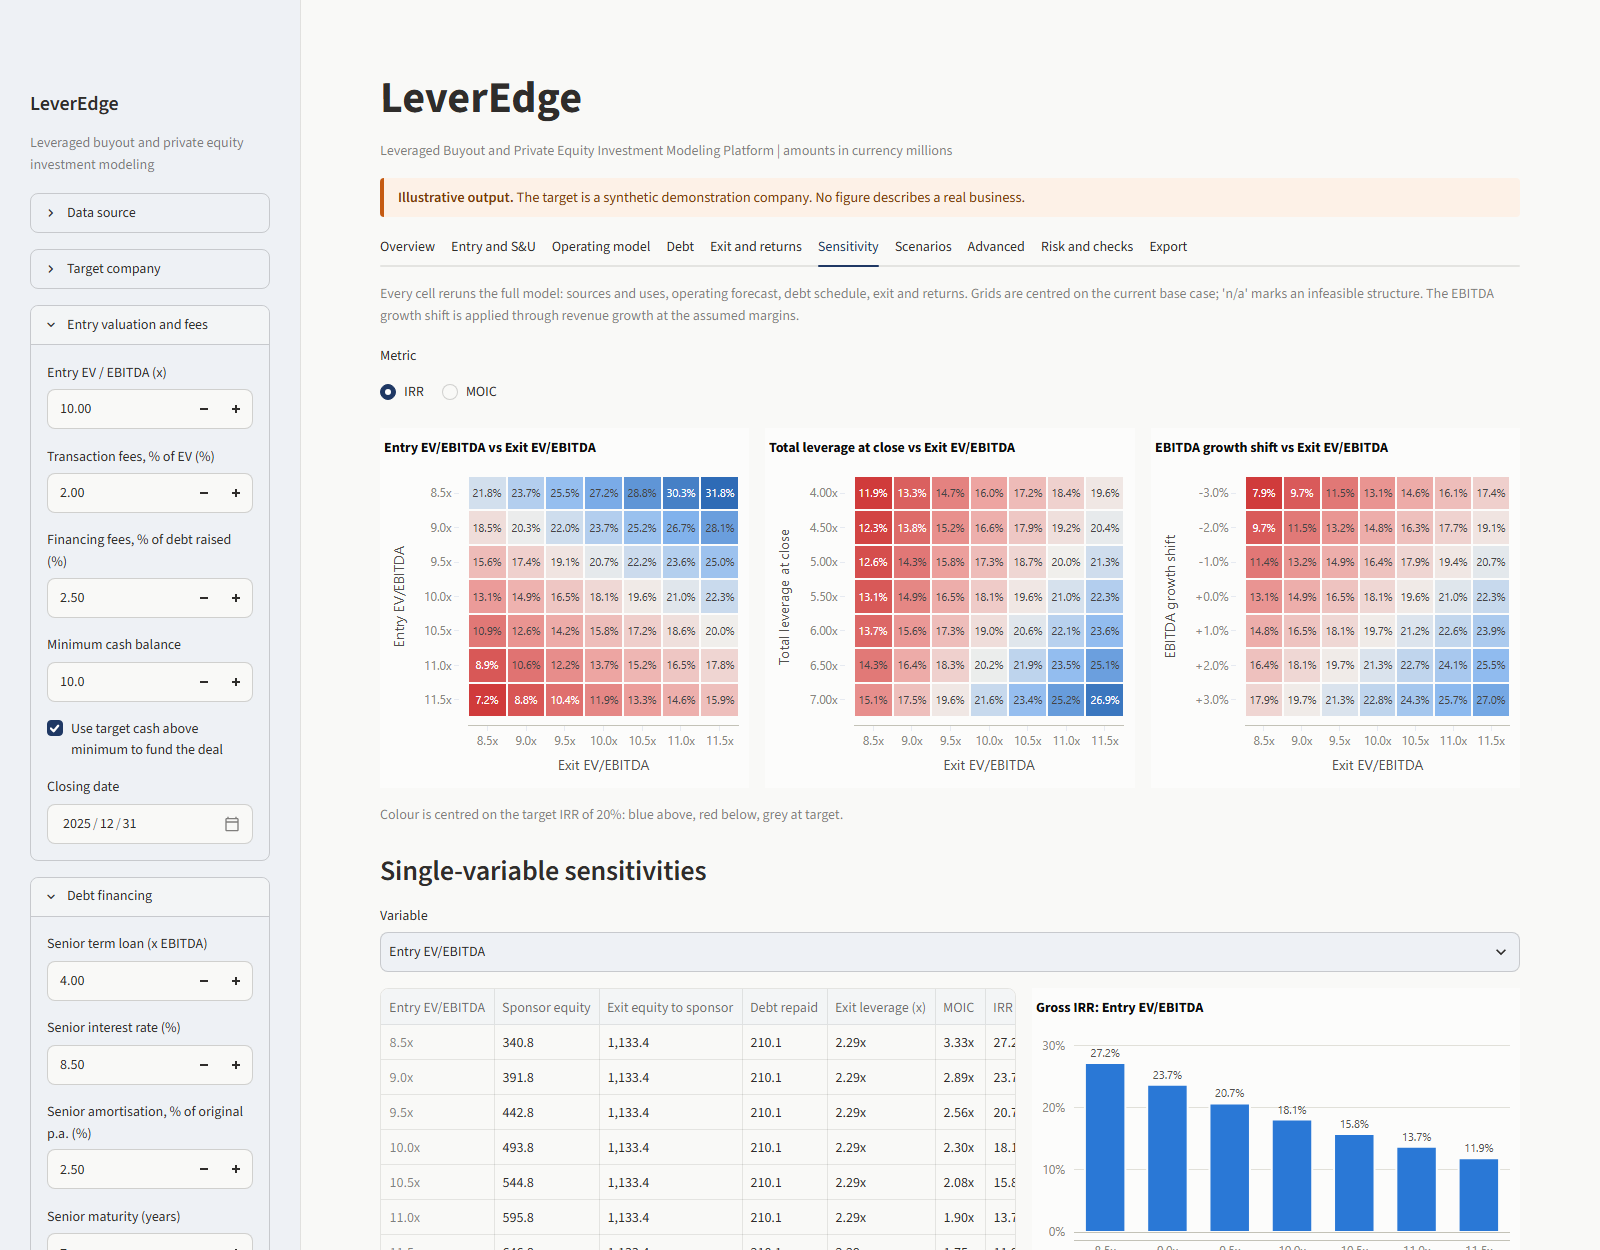 LeverEdge
Leveraged buyout and private equity
investment modeling
Data source
Target company
Entry valuation and fees
Entry EV / EBITDA (x)
10.00
Transaction fees, % of EV (%)
2.00
Financing fees, % of debt raised
(%)
2.50
Minimum cash balance
10.0
Use target cash above
minimum to fund the deal
Closing date
2025 / 12 / 31
Debt financing
Senior term loan (x EBITDA)
4.00
Senior interest rate (%)
8.50
Senior amortisation, % of original
p.a. (%)
2.50
Senior maturity (years)
LeverEdge
Leveraged Buyout and Private Equity Investment Modeling Platform | amounts in currency millions
Illustrative output. The target is a synthetic demonstration company. No figure describes a real business.
Overview Entry and S&U Operating model Debt Exit and returns Sensitivity Scenarios Advanced Risk and checks Export
Every cell reruns the full model: sources and uses, operating forecast, debt schedule, exit and returns. Grids are centred on the current base case; 'n/a' marks an infeasible structure. The EBITDA
growth shift is applied through revenue growth at the assumed margins.
Metric
IRR MOIC
Entry EV/EBITDA vs Exit EV/EBITDA
Entry EV/EBITDA
8.5x 21.8% 23.7% 25.5% 27.2% 28.8% 30.3% 31.8%
9.0x 18.5% 20.3% 22.0% 23.7% 25.2% 26.7% 28.1%
9.5x 15.6% 17.4% 19.1% 20.7% 22.2% 23.6% 25.0%
10.0x 13.1% 14.9% 16.5% 18.1% 19.6% 21.0% 22.3%
10.5x 10.9% 12.6% 14.2% 15.8% 17.2% 18.6% 20.0%
11.0x 8.9% 10.6% 12.2% 13.7% 15.2% 16.5% 17.8%
11.5x 7.2% 8.8% 10.4% 11.9% 13.3% 14.6% 15.9%
8.5x 9.0x 9.5x 10.0x 10.5x 11.0x 11.5x
Exit EV/EBITDA
Total leverage at close vs Exit EV/EBITDA
Total leverage at close
4.00x 11.9% 13.3% 14.7% 16.0% 17.2% 18.4% 19.6%
4.50x 12.3% 13.8% 15.2% 16.6% 17.9% 19.2% 20.4%
5.00x 12.6% 14.3% 15.8% 17.3% 18.7% 20.0% 21.3%
5.50x 13.1% 14.9% 16.5% 18.1% 19.6% 21.0% 22.3%
6.00x 13.7% 15.6% 17.3% 19.0% 20.6% 22.1% 23.6%
6.50x 14.3% 16.4% 18.3% 20.2% 21.9% 23.5% 25.1%
7.00x 15.1% 17.5% 19.6% 21.6% 23.4% 25.2% 26.9%
8.5x 9.0x 9.5x 10.0x 10.5x 11.0x 11.5x
Exit EV/EBITDA
EBITDA growth shift vs Exit EV/EBITDA
EBITDA growth shift
-3.0% 7.9% 9.7% 11.5% 13.1% 14.6% 16.1% 17.4%
-2.0% 9.7% 11.5% 13.2% 14.8% 16.3% 17.7% 19.1%
-1.0% 11.4% 13.2% 14.9% 16.4% 17.9% 19.4% 20.7%
+0.0% 13.1% 14.9% 16.5% 18.1% 19.6% 21.0% 22.3%
+1.0% 14.8% 16.5% 18.1% 19.7% 21.2% 22.6% 23.9%
+2.0% 16.4% 18.1% 19.7% 21.3% 22.7% 24.1% 25.5%
+3.0% 17.9% 19.7% 21.3% 22.8% 24.3% 25.7% 27.0%
8.5x 9.0x 9.5x 10.0x 10.5x 11.0x 11.5x
Exit EV/EBITDA
Colour is centred on the target IRR of 20%: blue above, red below, grey at target.
Single-variable sensitivities
Variable
Entry EV/EBITDA
Entry EV/EBITDA Sponsor equity Exit equity to sponsor Debt repaid Exit leverage (x) MOIC IRR
8.5x 340.8 1,133.4 210.1 2.29x 3.33x 27.2
9.0x 391.8 1,133.4 210.1 2.29x 2.89x 23.7
9.5x 442.8 1,133.4 210.1 2.29x 2.56x 20.7
10.0x 493.8 1,133.4 210.1 2.29x 2.30x 18.1
10.5x 544.8 1,133.4 210.1 2.29x 2.08x 15.8
11.0x 595.8 1,133.4 210.1 2.29x 1.90x 13.7
Gross IRR: Entry EV/EBITDA
30%
20%
10%
0%
27.2% 23.7% 20.7% 18.1% 15.8% 13.7% 11.9%